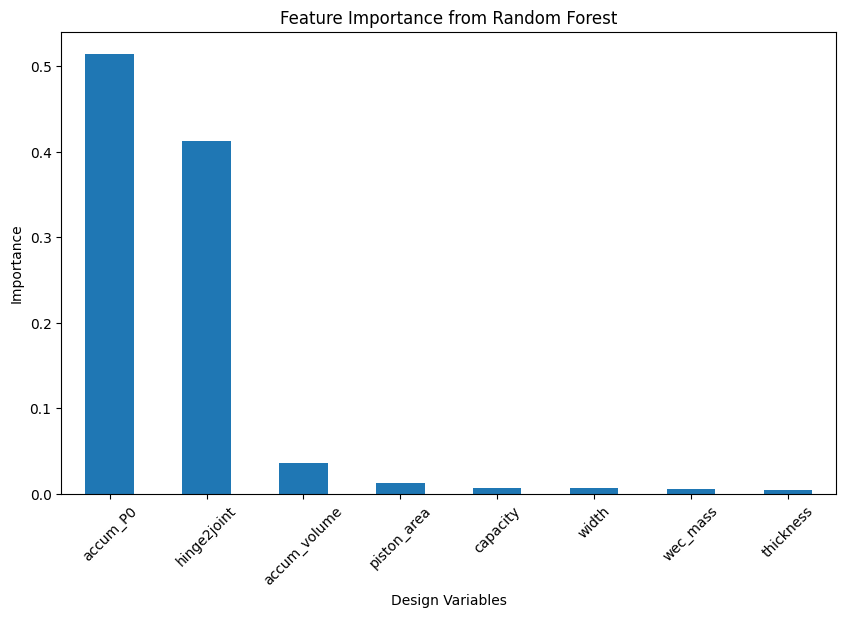 Feature Importance from Random Forest
Importance
0.5
0.4
0.3
0.2
0.1
0.0
accum_P0
hinge2joint
accum_volume
piston_area
capacity
width
wec_mass
thickness
Design Variables